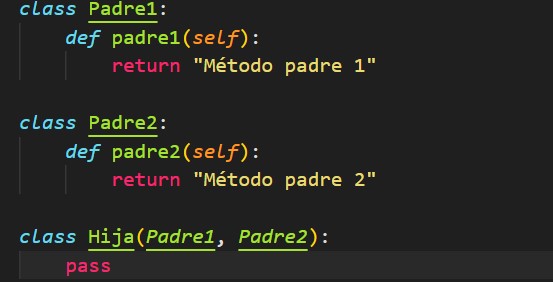 class Padre1:
    def padre1(self):
        return "Método padre 1"

class Padre2:
    def padre2(self):
        return "Método padre 2"

class Hija(Padre1, Padre2):
    pass